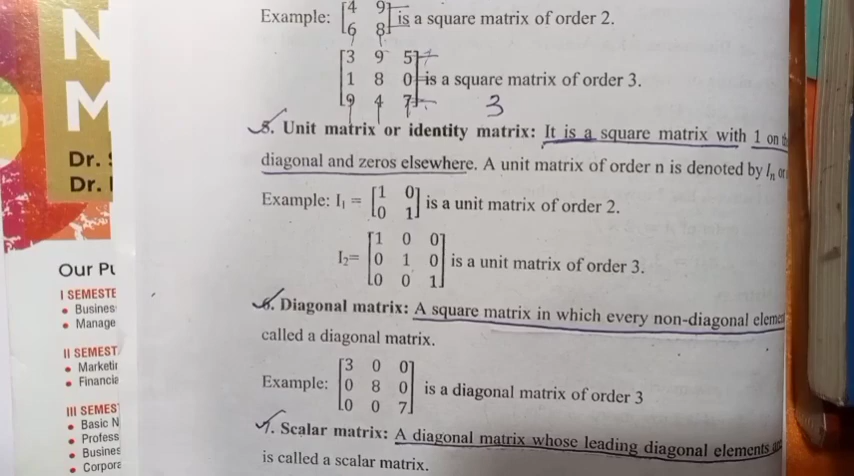 N
M
Dr.
Dr.
Our
I SEMESTE
• Busines
• Manage
II SEMEST
• Marketi
• Financia
III SEMES
• Basic N
• Profess
• Busines
• Corpora
Example: [4 9
6 8] is a square matrix of order 2.
[3 9 5
1 8 0
9 4 7] is a square matrix of order 3.
3
5. Unit matrix or identity matrix: It is a square matrix with 1 on
diagonal and zeros elsewhere. A unit matrix of order n is denoted by Iₙ or
Example: I₁ = [1 0
0 1] is a unit matrix of order 2.
I₂= [1 0 0
0 1 0
0 0 1] is a unit matrix of order 3.
6. Diagonal matrix: A square matrix in which every non-diagonal eleme
called a diagonal matrix.
Example: [3 0 0
0 8 0
0 0 7] is a diagonal matrix of order 3
7. Scalar matrix: A diagonal matrix whose leading diagonal elements
is called a scalar matrix.